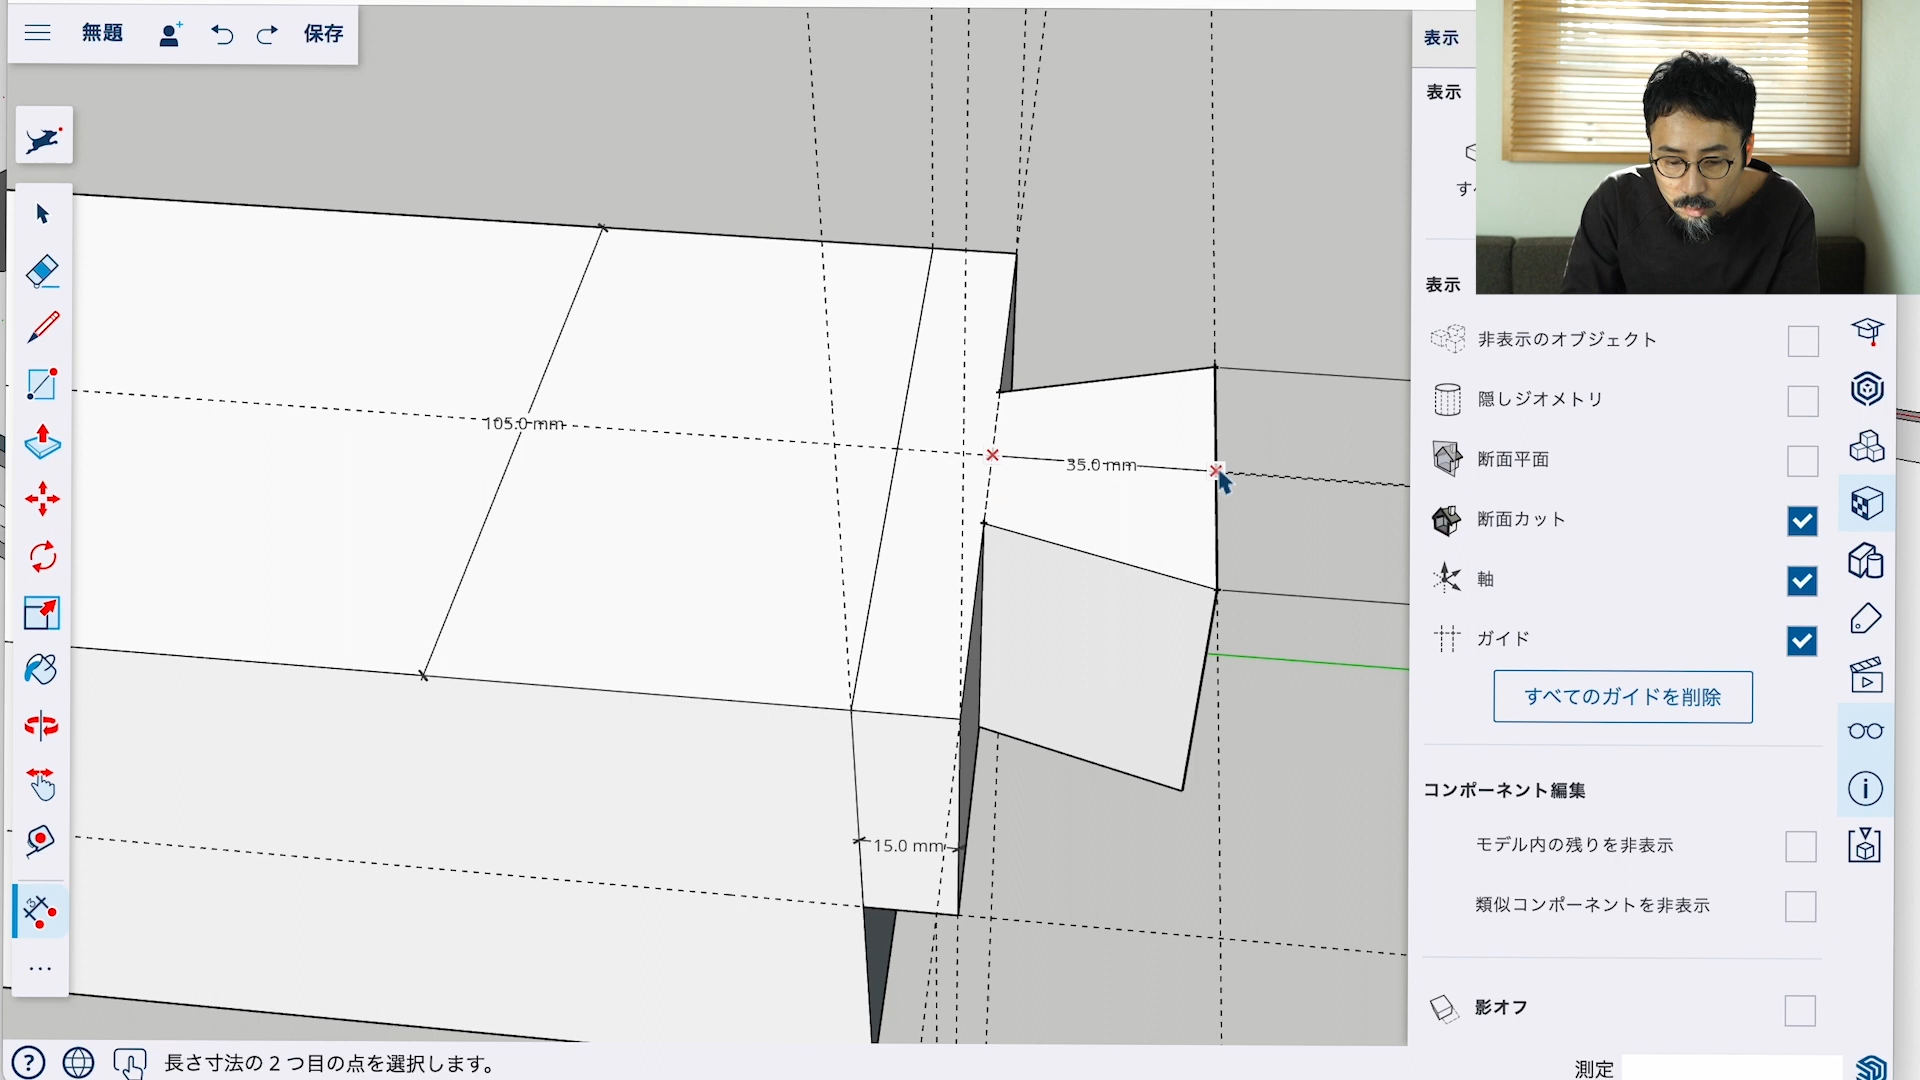 無題
保存
表示
表示
す
105.0 mm
35.0 mm
15.0 mm
表示
非表示のオブジェクト
隠しジオメトリ
断面平面
断面カット
軸
ガイド
すべてのガイドを削除
コンポーネント編集
モデル内の残りを非表示
類似コンポーネントを非表示
影オフ
長さ寸法の 2 つ目の点を選択します。
測定